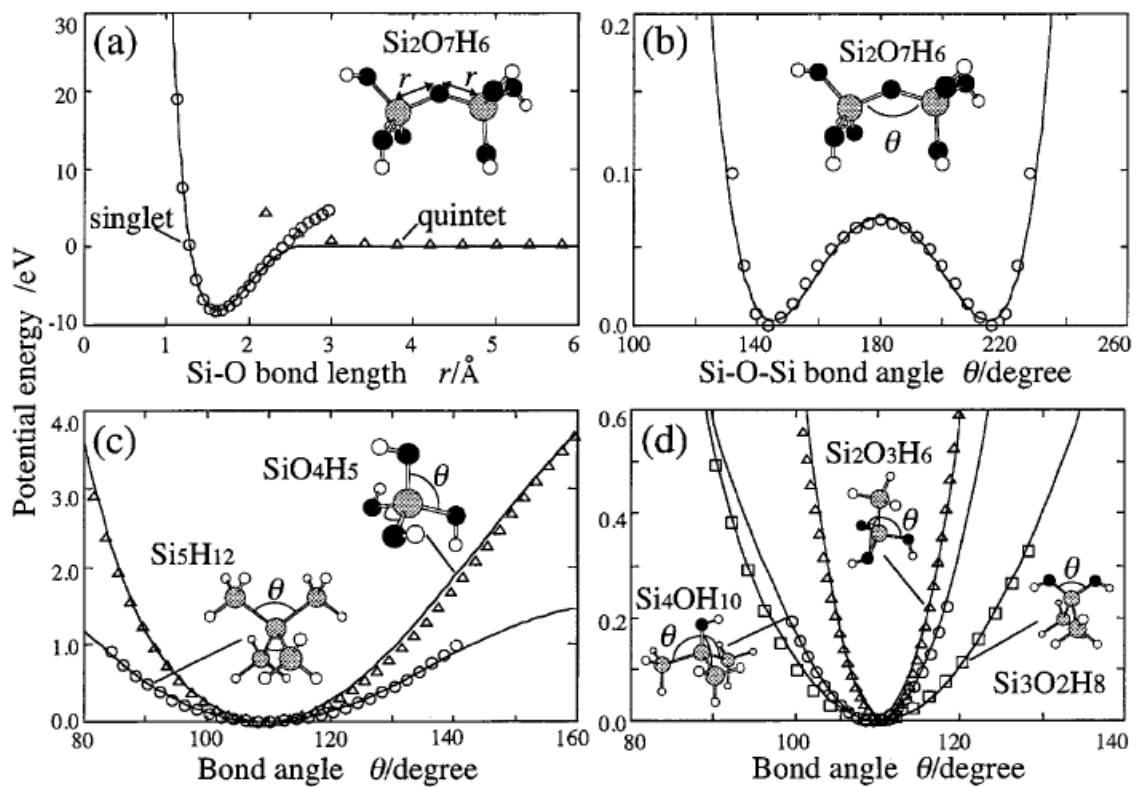 (a)
Si2O7H6
r
r
30
20
10
0
-10
singlet
quintet
0
1
2
3
4
5
6
Si-O bond length r/Å
(b)
Si2O7H6
θ
0.2
0.1
0.0
100
140
180
220
260
Si-O-Si bond angle θ/degree
Potential energy /eV
(c)
SiO4H5
θ
Si5H12
θ
4.0
3.0
2.0
1.0
0.0
80
100
120
140
160
Bond angle θ/degree
(d)
Si2O3H6
θ
Si4OH10
θ
θ
Si3O2H8
0.6
0.4
0.2
0.0
80
100
120
140
Bond angle θ/degree